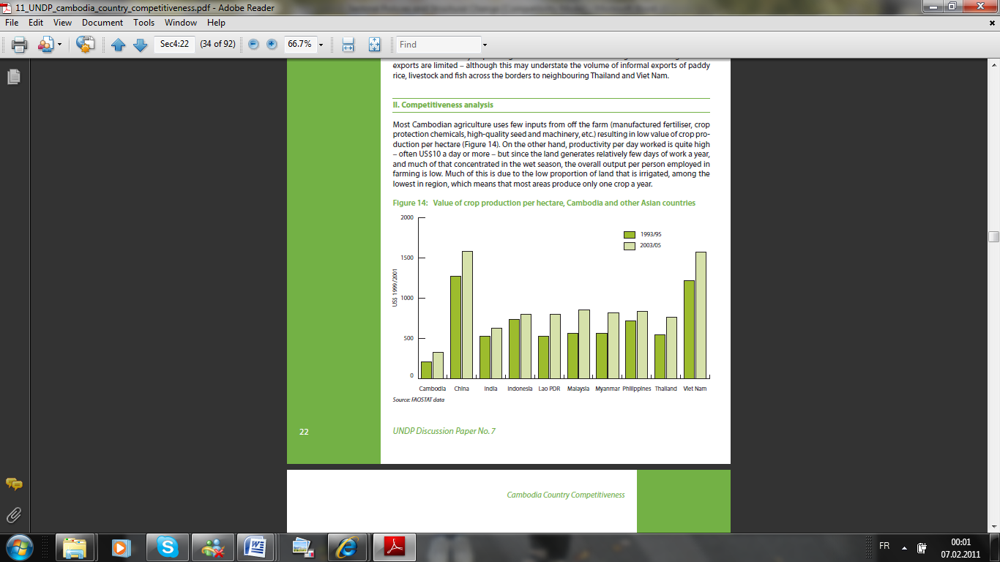 11_UNDP_cambodia_country_competitiveness.pdf - Adobe Reader
File Edit View Document Tools Window Help
Sec4:22 (34 of 92) 66.7% Find
exports are limited – although this may understate the volume of informal exports of paddy
rice, livestock and fish across the borders to neighbouring Thailand and Viet Nam.
II. Competitiveness analysis
Most Cambodian agriculture uses few inputs from off the farm (manufactured fertiliser, crop
protection chemicals, high-quality seed and machinery, etc.) resulting in low value of crop pro-
duction per hectare (Figure 14). On the other hand, productivity per day worked is quite high
– often US$10 a day or more – but since the land generates relatively few days of work a year,
and much of that concentrated in the wet season, the overall output per person employed in
farming is low. Much of this is due to the low proportion of land that is irrigated, among the
lowest in region, which means that most areas produce only one crop a year.
Figure 14: Value of crop production per hectare, Cambodia and other Asian countries
2000
1500
1000
500
0
US$ 1999/2001
1993/95
2003/05
Cambodia China India Indonesia Lao PDR Malaysia Myanmar Philippines Thailand Viet Nam
Source: FAOSTAT data
22
UNDP Discussion Paper No. 7
Cambodia Country Competitiveness
FR
00:01
07.02.2011